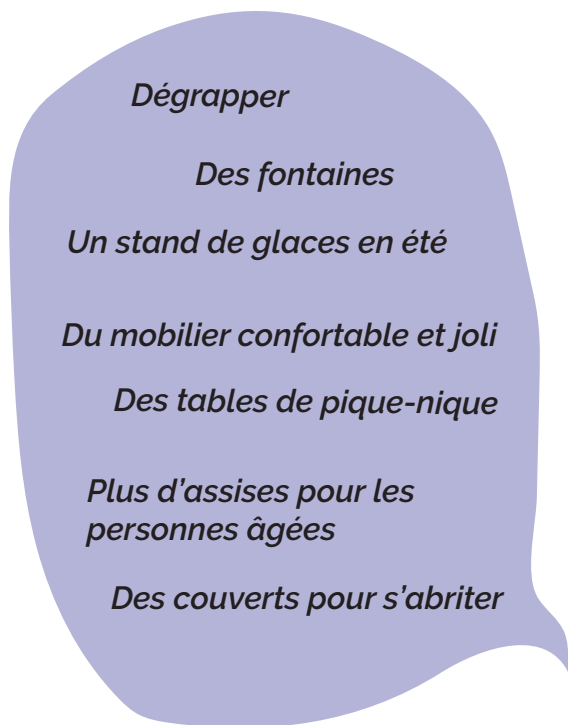 Dégrapper
Des fontaines
Un stand de glaces en été
Du mobilier confortable et joli
Des tables de pique-nique
Plus d’assises pour les
personnes âgées
Des couverts pour s’abriter